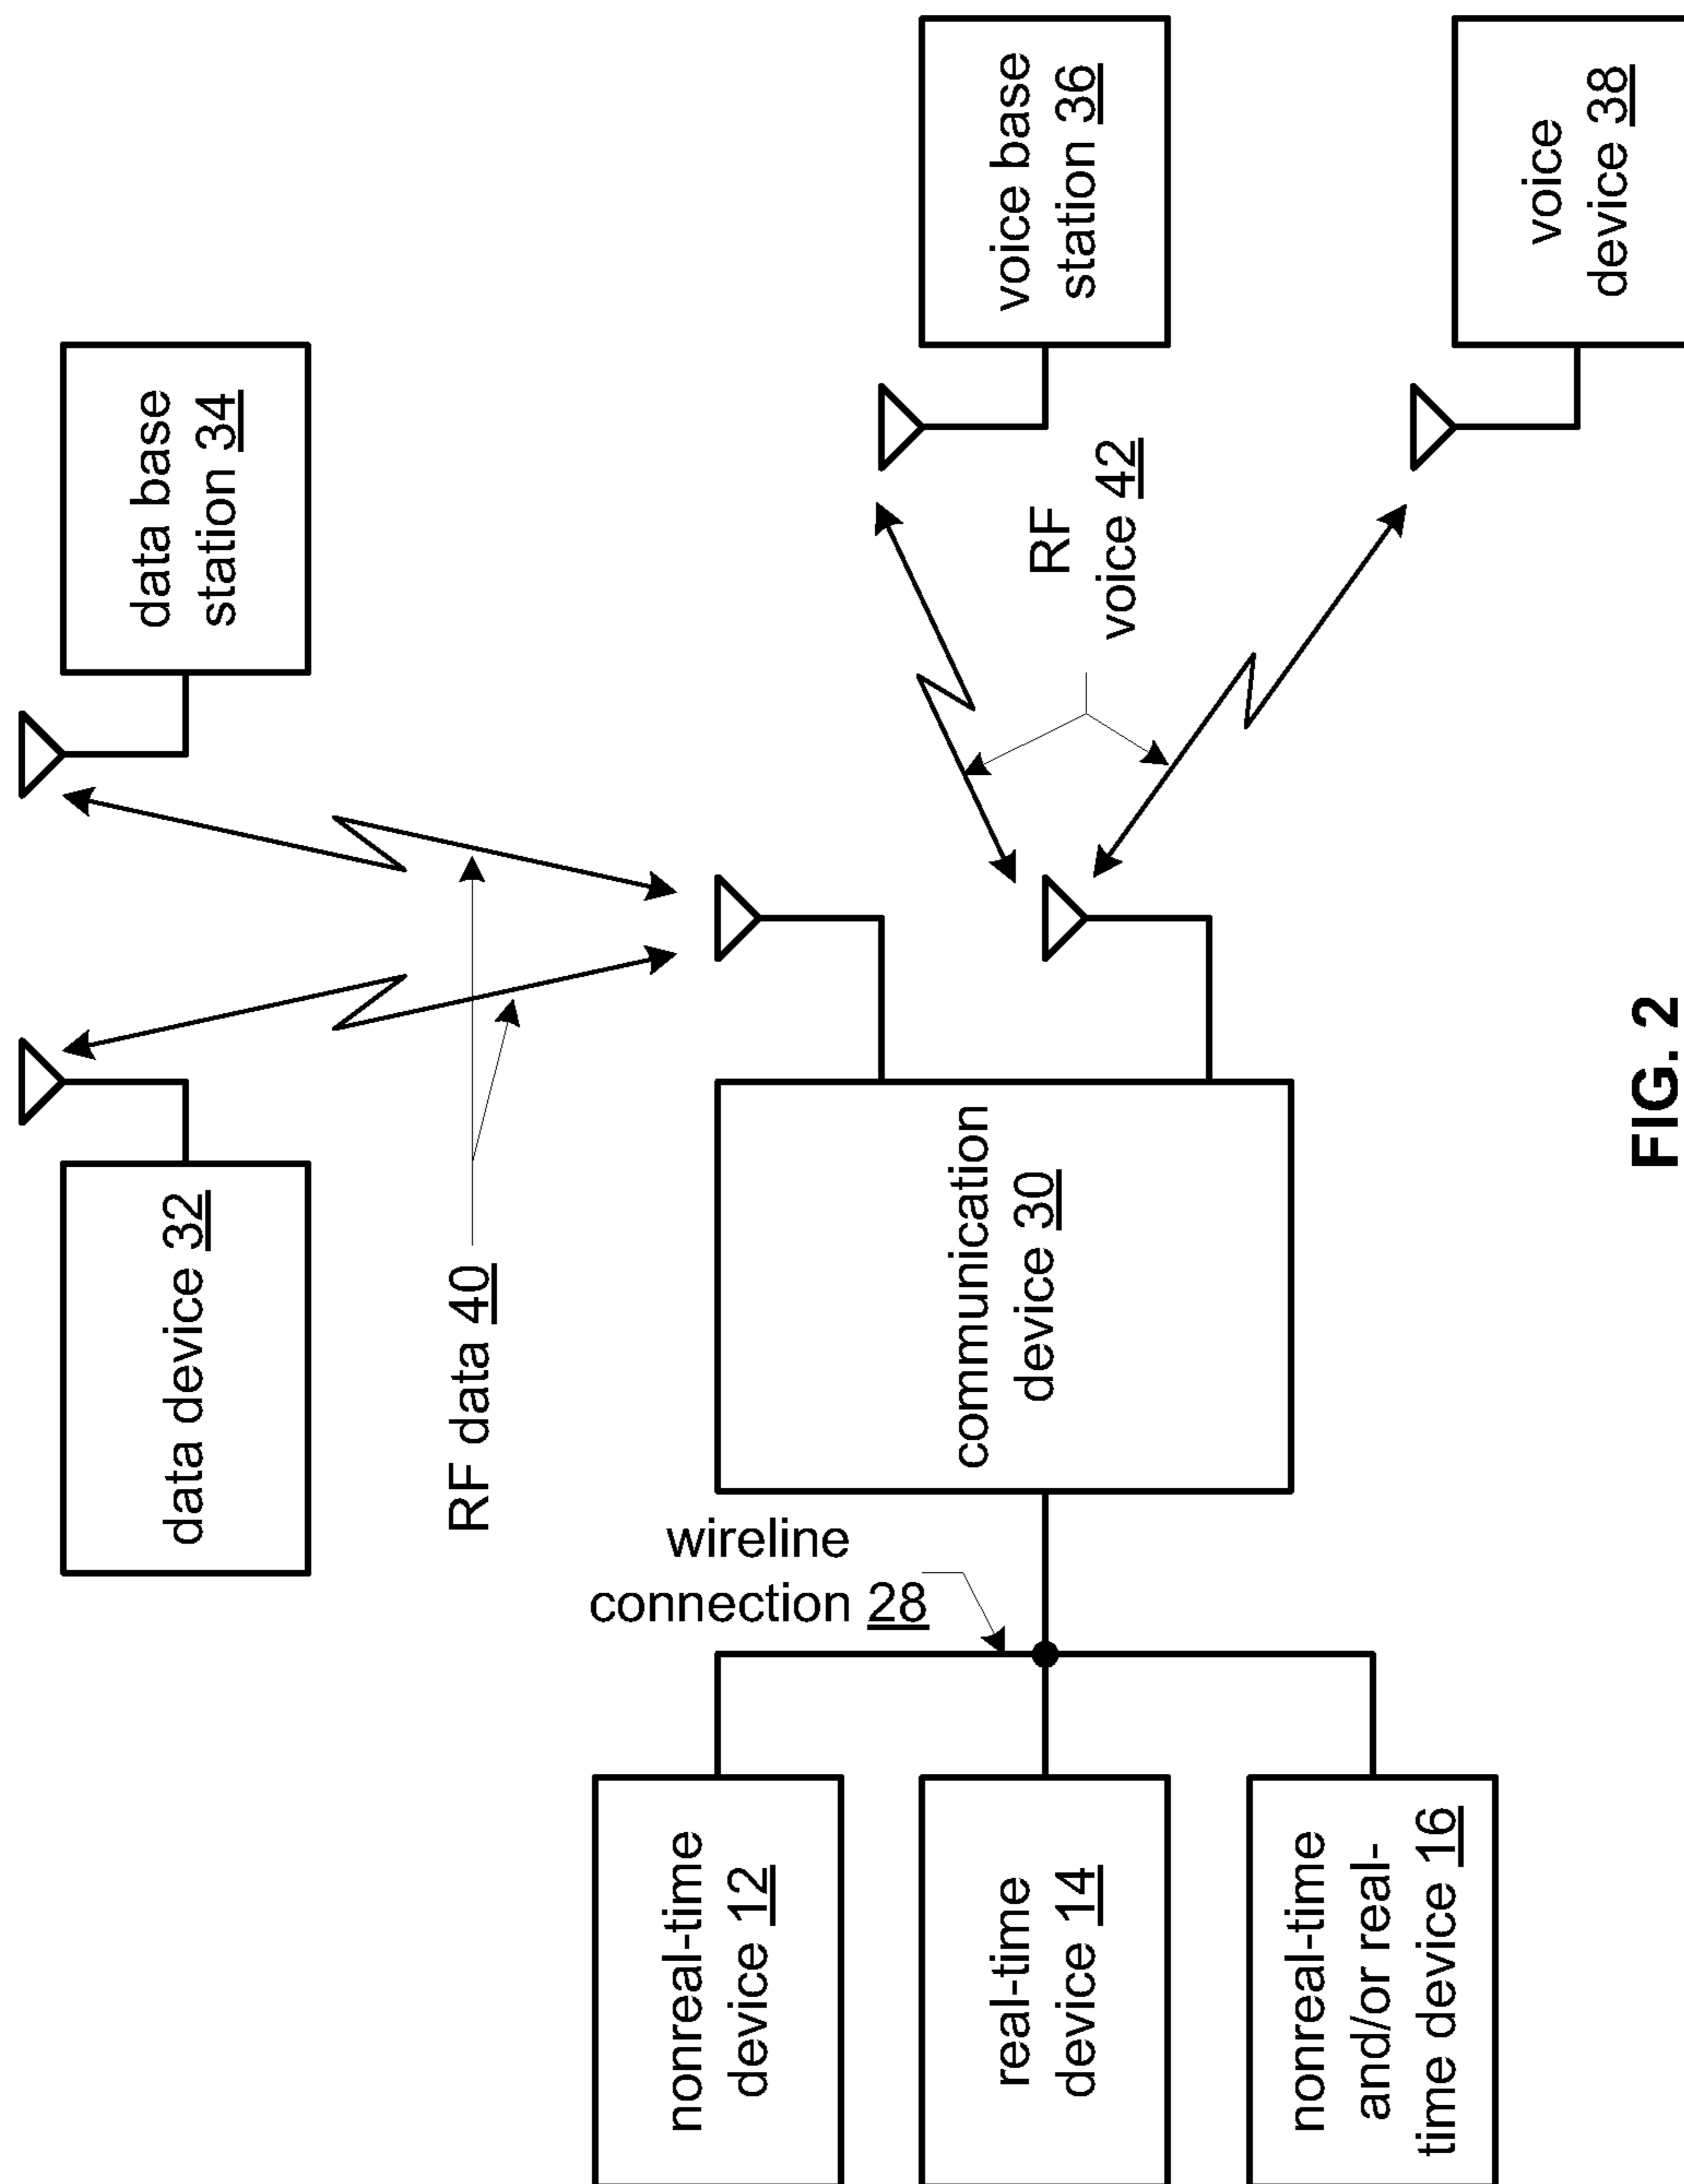 data device 32
data base
station 34
RF data 40
wireline
connection 28
nonreal-time
device 12
real-time
device 14
nonreal-time
and/or real-
time device 16
communication
device 30
RF
voice 42
voice base
station 36
voice
device 38
FIG. 2